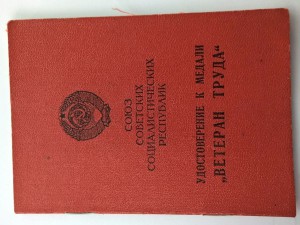 СОЮЗ
СОВЕТСКИХ
СОЦИАЛИСТИЧЕСКИХ
РЕСПУБЛИК
УДОСТОВЕРЕНИЕ К МЕДАЛИ
„ВЕТЕРАН ТРУДА“